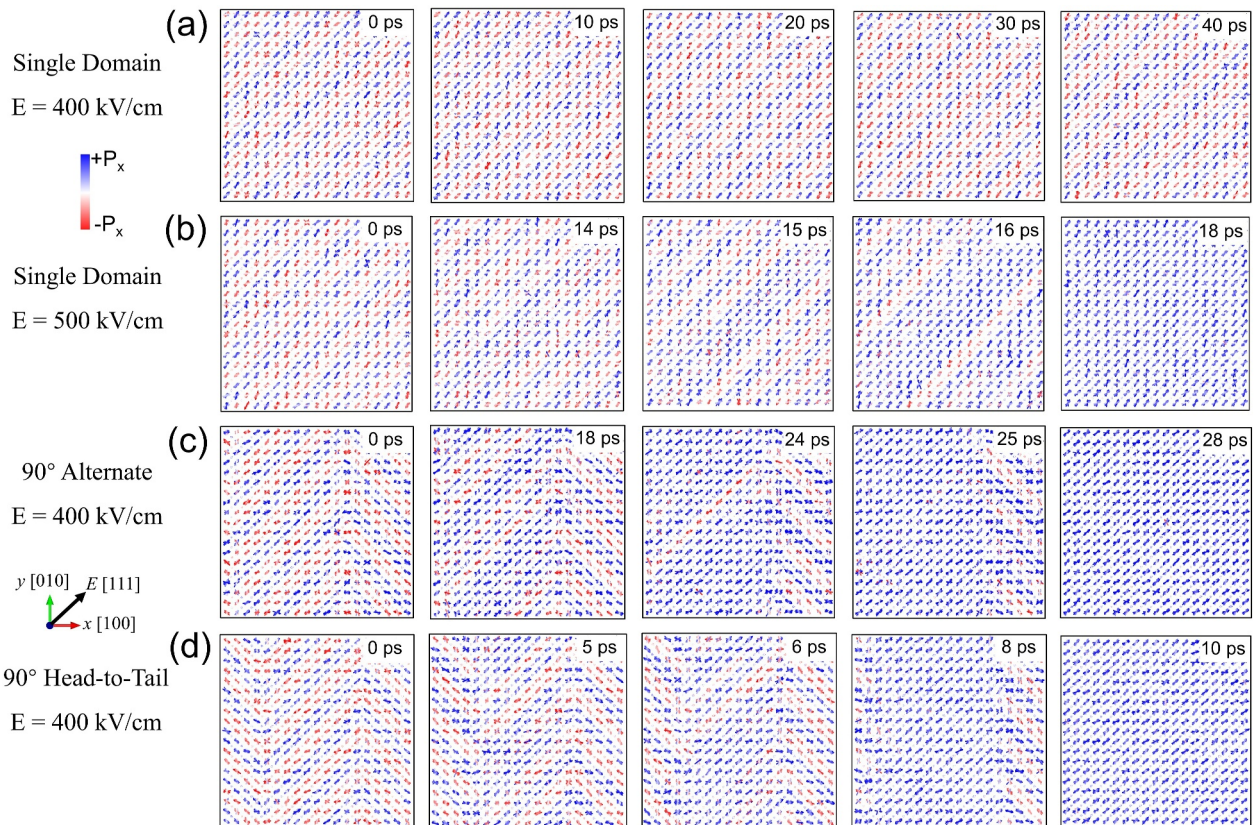 (a)
0 ps
10 ps
20 ps
30 ps
40 ps
Single Domain
E = 400 kV/cm
+Px
-Px
(b)
0 ps
14 ps
15 ps
16 ps
18 ps
Single Domain
E = 500 kV/cm
(c)
0 ps
18 ps
24 ps
25 ps
28 ps
90° Alternate
E = 400 kV/cm
y [010]
E [111]
x [100]
(d)
0 ps
5 ps
6 ps
8 ps
10 ps
90° Head-to-Tail
E = 400 kV/cm